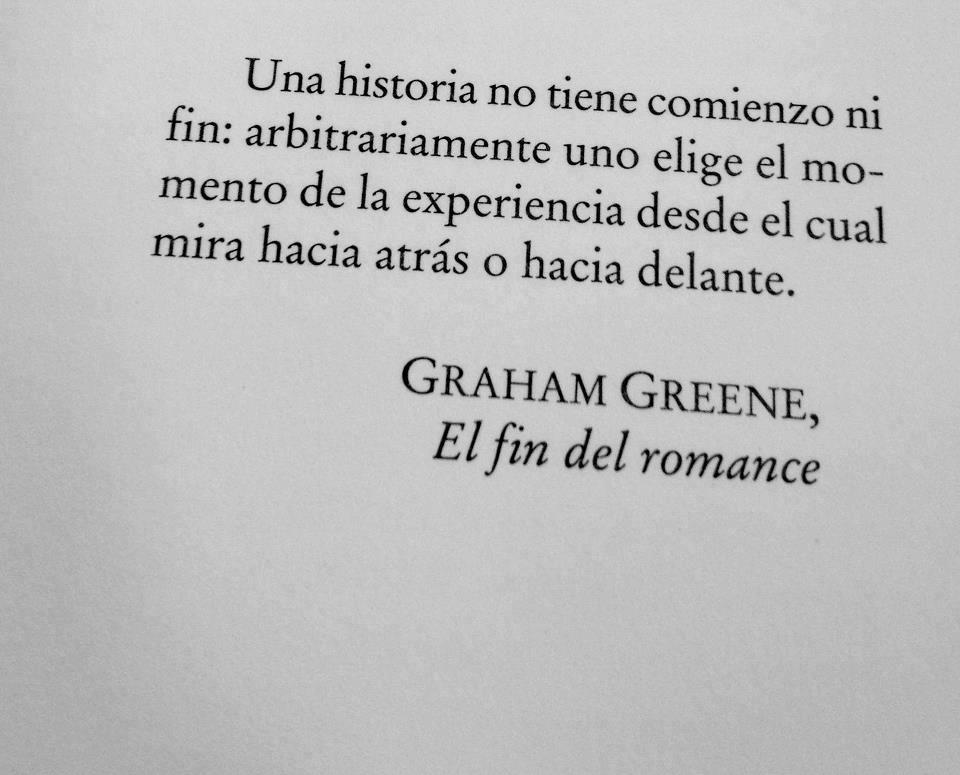 Una historia no tiene comienzo ni
fin: arbitrariamente uno elige el mo-
mento de la experiencia desde el cual
mira hacia atrás o hacia delante.
GRAHAM GREENE,
El fin del romance